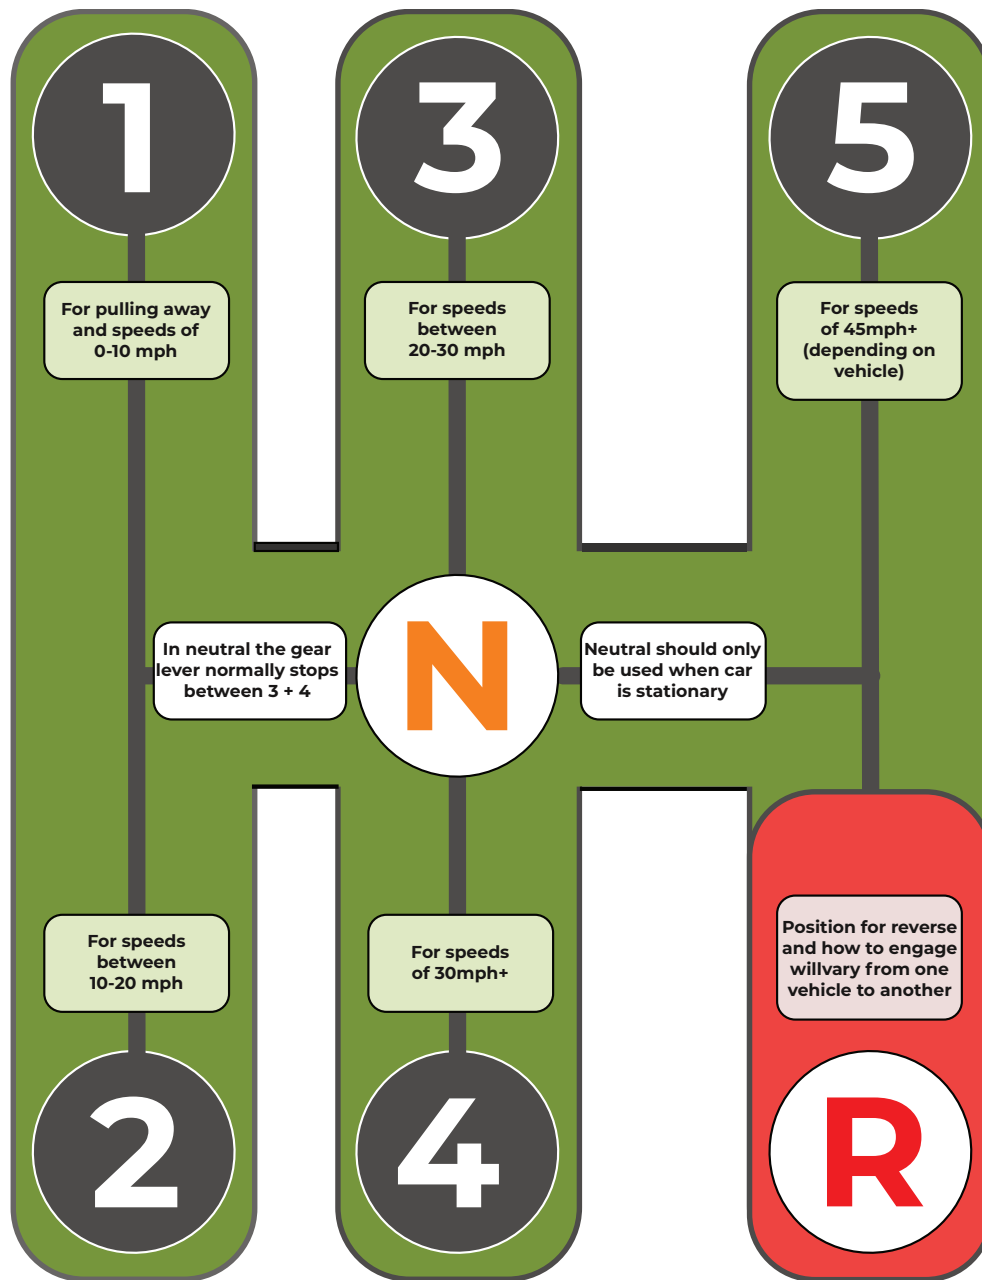 1
3
5
For pulling away
and speeds of
0-10 mph
For speeds
between
20-30 mph
For speeds
of 45mph+
(depending on
vehicle)
In neutral the gear
lever normally stops
between 3 + 4
N
Neutral should only
be used when car
is stationary
For speeds
between
10-20 mph
For speeds
of 30mph+
Position for reverse
and how to engage
willvary from one
vehicle to another
2
4
R